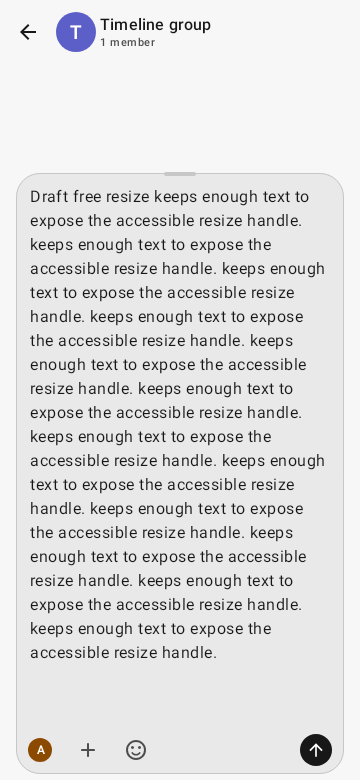 T
Timeline group
1 member
Draft free resize keeps enough text to
expose the accessible resize handle.
keeps enough text to expose the
accessible resize handle. keeps enough
text to expose the accessible resize
handle. keeps enough text to expose
the accessible resize handle. keeps
enough text to expose the accessible
resize handle. keeps enough text to
expose the accessible resize handle.
keeps enough text to expose the
accessible resize handle. keeps enough
text to expose the accessible resize
handle. keeps enough text to expose
the accessible resize handle. keeps
enough text to expose the accessible
resize handle. keeps enough text to
expose the accessible resize handle.
keeps enough text to expose the
accessible resize handle.
A